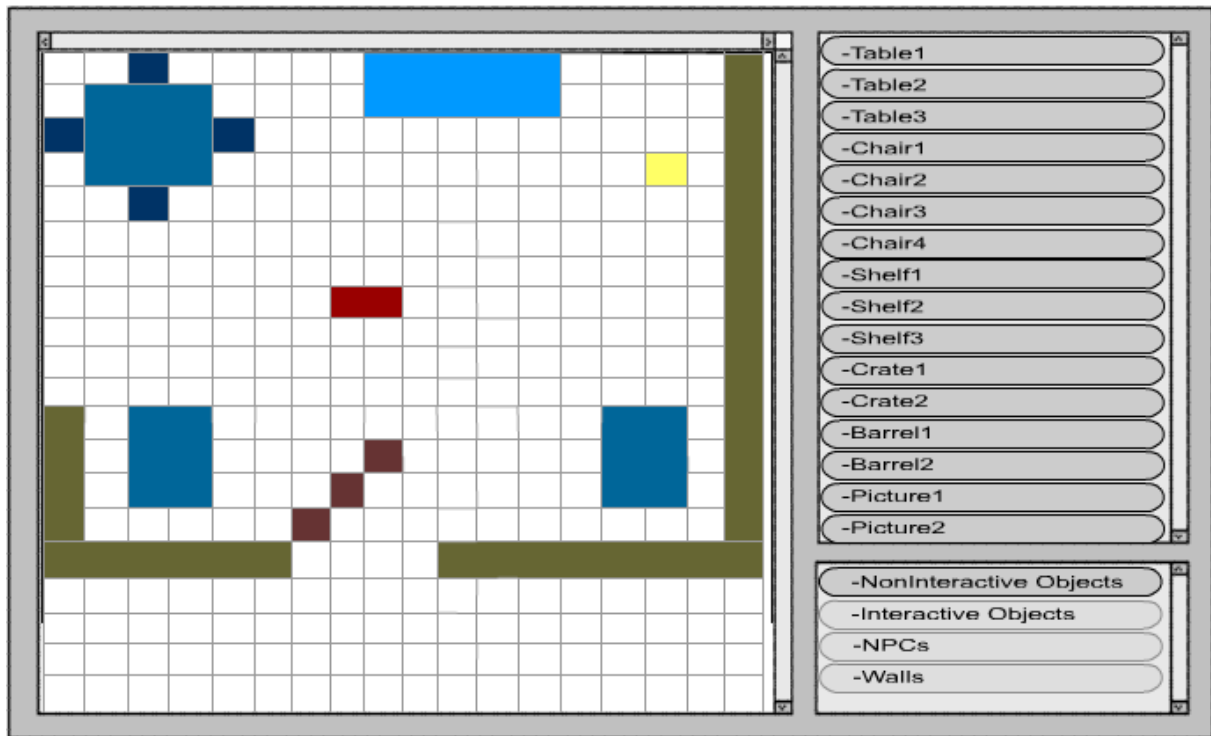 -Table1
-Table2
-Table3
-Chair1
-Chair2
-Chair3
-Chair4
-Shelf1
-Shelf2
-Shelf3
-Crate1
-Crate2
-Barrel1
-Barrel2
-Picture1
-Picture2
-NonInteractive Objects
-Interactive Objects
-NPCs
-Walls